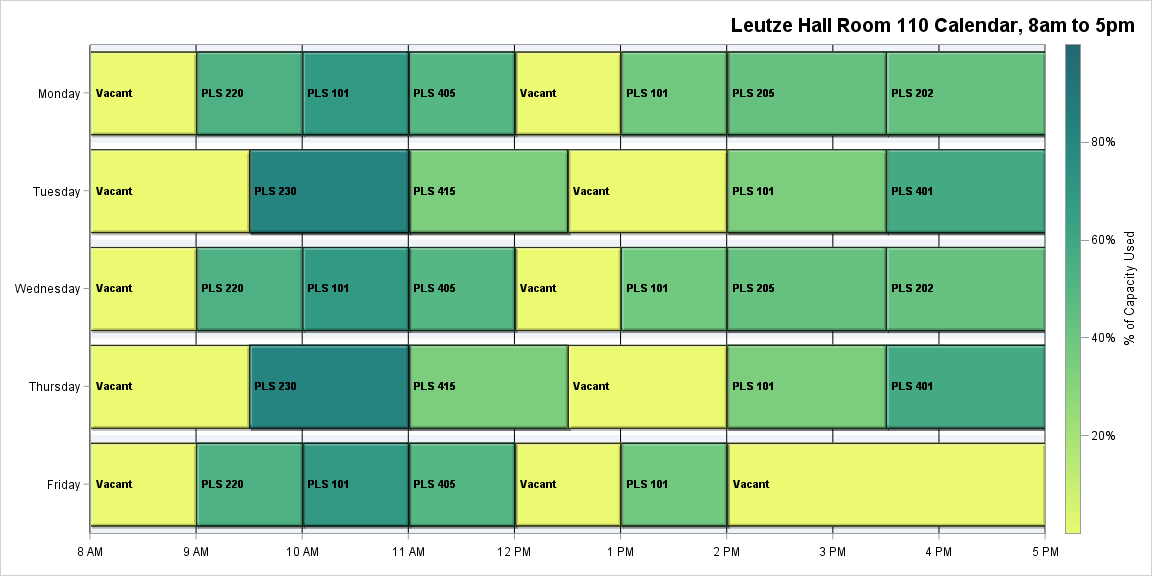 Leutze Hall Room 110 Calendar, 8am to 5pm
Monday
Vacant
PLS 220
PLS 101
PLS 405
Vacant
PLS 101
PLS 205
PLS 202
Tuesday
Vacant
PLS 230
PLS 415
Vacant
PLS 101
PLS 401
Wednesday
Vacant
PLS 220
PLS 101
PLS 405
Vacant
PLS 101
PLS 205
PLS 202
Thursday
Vacant
PLS 230
PLS 415
Vacant
PLS 101
PLS 401
Friday
Vacant
PLS 220
PLS 101
PLS 405
Vacant
PLS 101
Vacant
8 AM
9 AM
10 AM
11 AM
12 PM
1 PM
2 PM
3 PM
4 PM
5 PM
80%
60%
40%
20%
% of Capacity Used